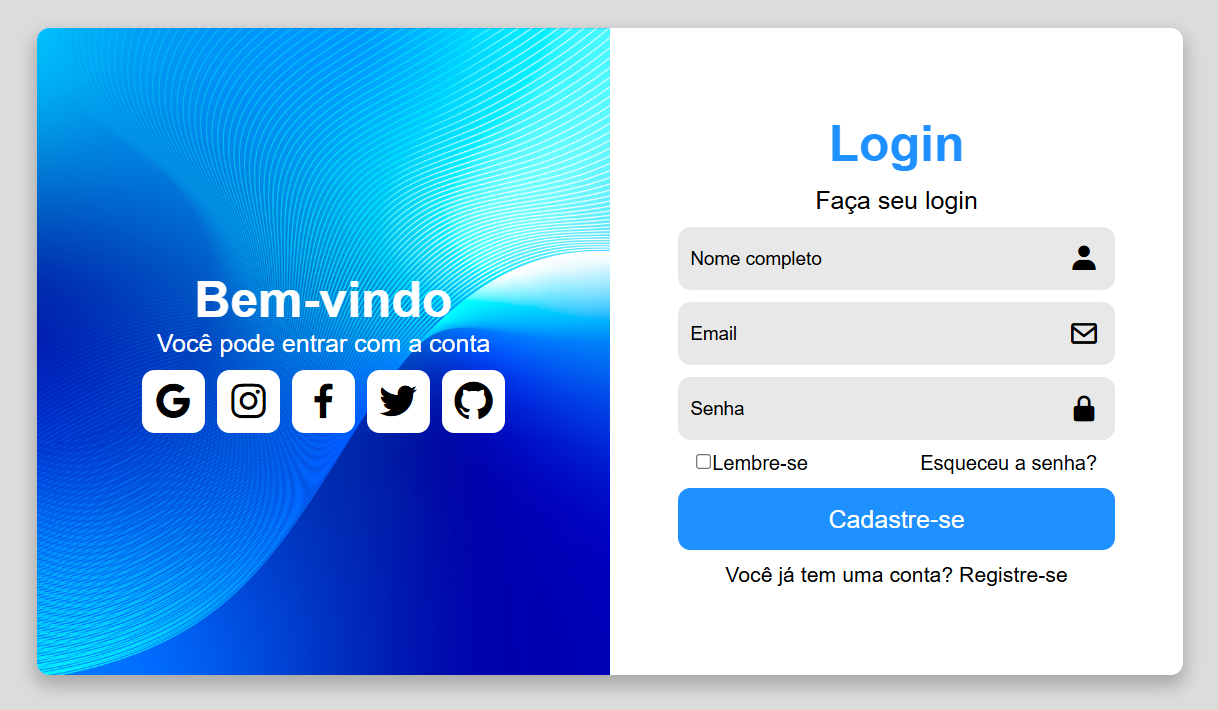 Bem-vindo
Você pode entrar com a conta
Login
Faça seu login
Nome completo
Email
Senha
Lembre-se Esqueceu a senha?
Cadastre-se
Você já tem uma conta? Registre-se